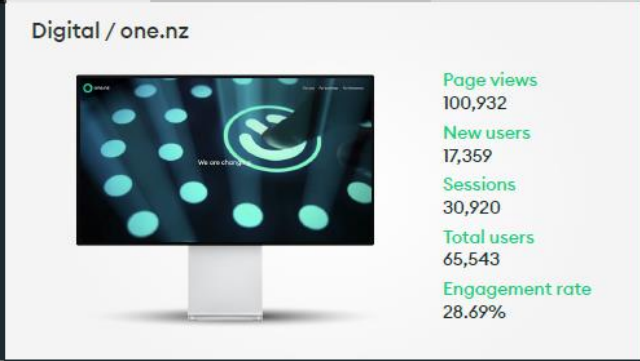 Digital / one.nz
We are chang
Page views
100,932
New users
17,359
Sessions
30,920
Total users
65,543
Engagement rate
28.69%